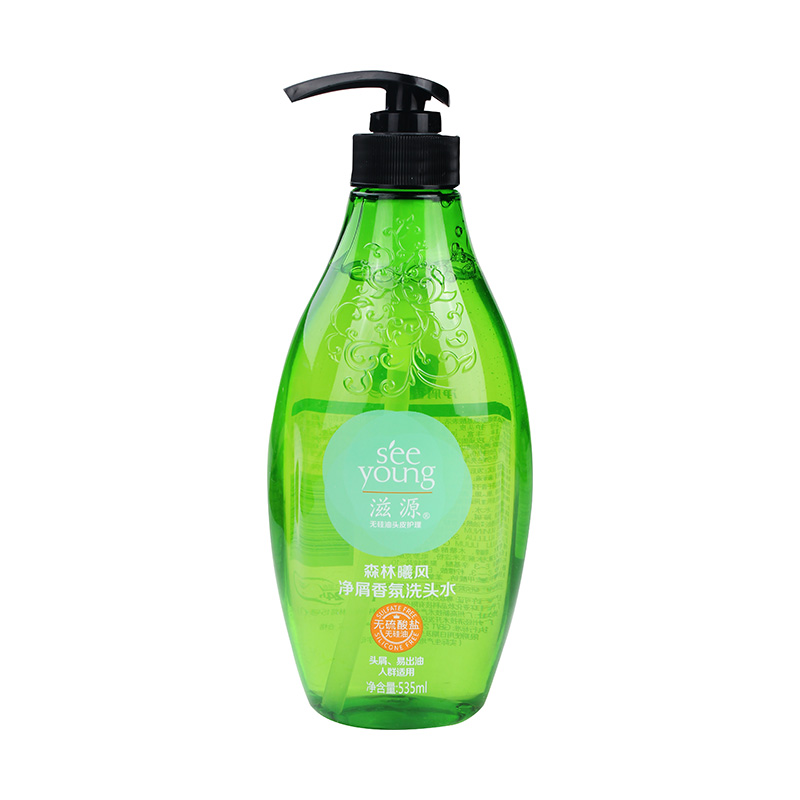 see
young
滋源®
无硅油头皮护理
森林曦风
净屑香氛洗头水
SULFATE FREE
无硫酸盐
无硅油
SILICONE FREE
头屑、易出油
人群适用
净含量:535ml